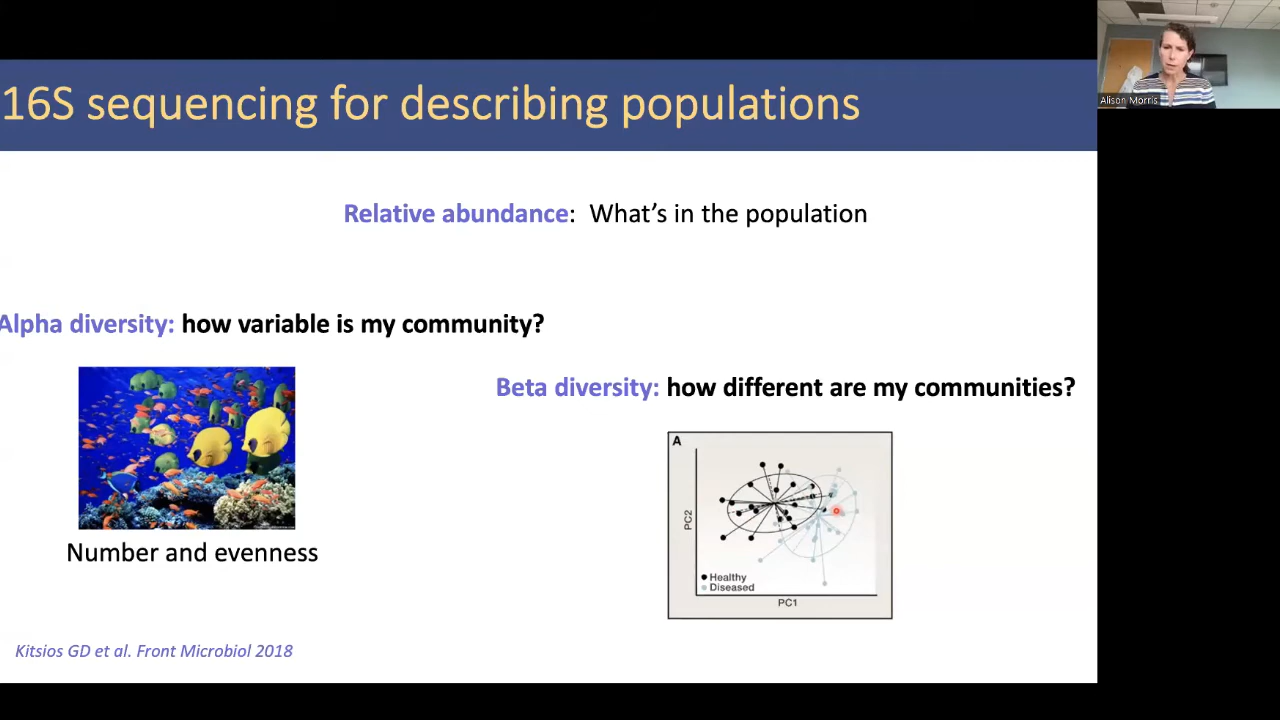 Alison Morris
16S sequencing for describing populations
Relative abundance: What's in the population
Alpha diversity: how variable is my community?
Beta diversity: how different are my communities?
A
PC2
Healthy
Diseased
PC1
Number and evenness
Kitsios GD et al. Front Microbiol 2018